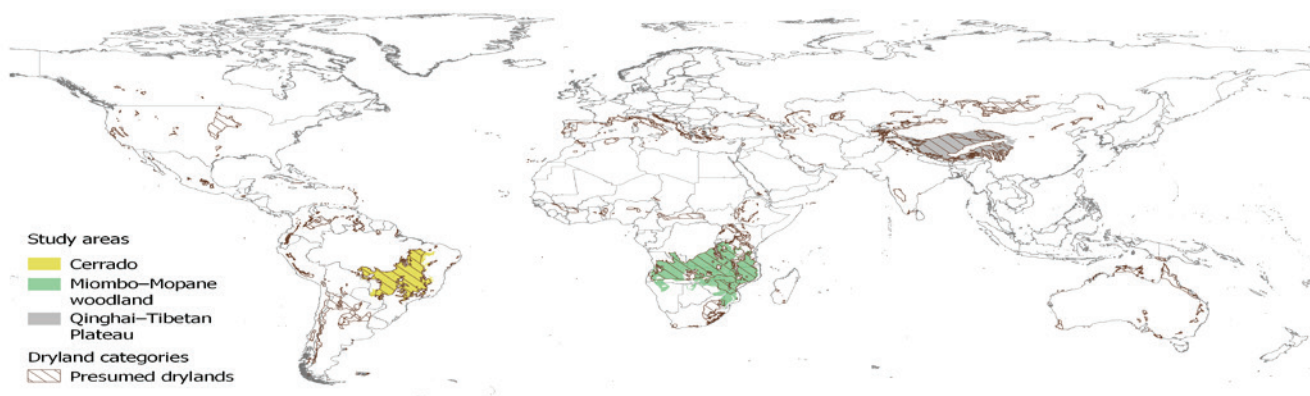 Study areas
Cerrado
Miombo–Mopane
woodland
Qinghai–Tibetan
Plateau
Dryland categories
Presumed drylands